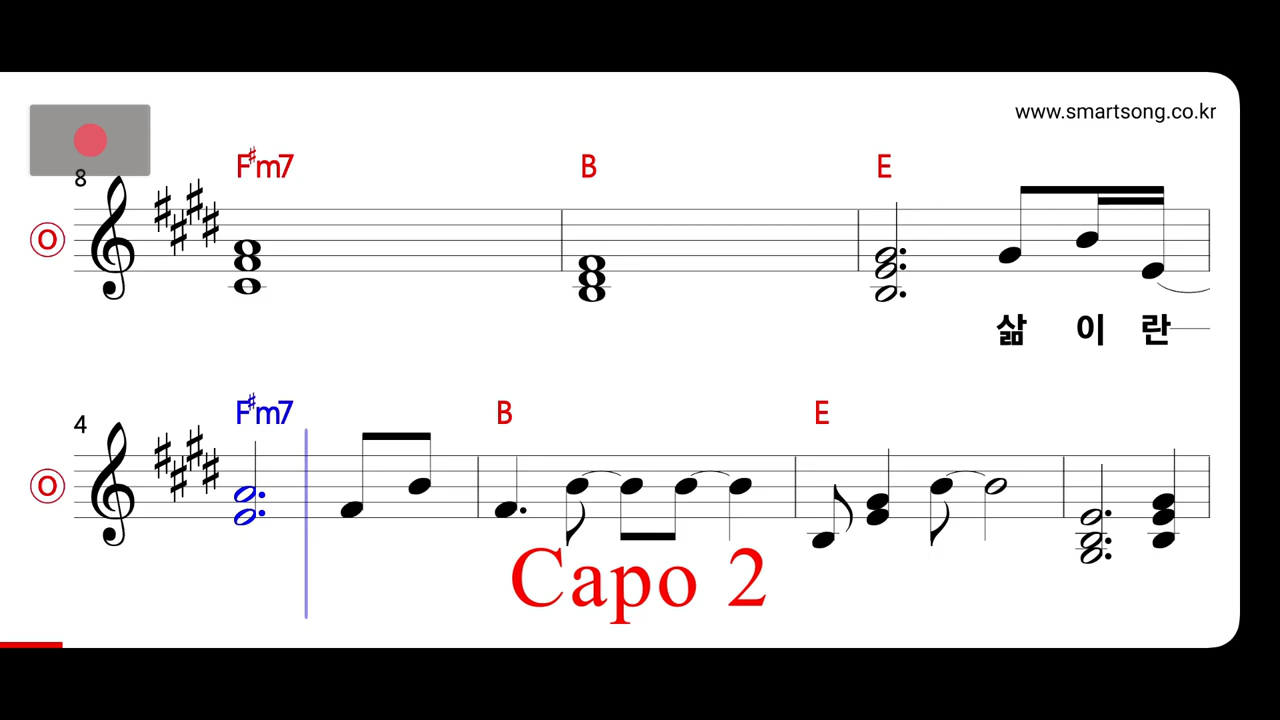 www.smartsong.co.kr
F♯m7 B E
8
O
삶 이 란
F♯m7 B E
4
O
Capo 2